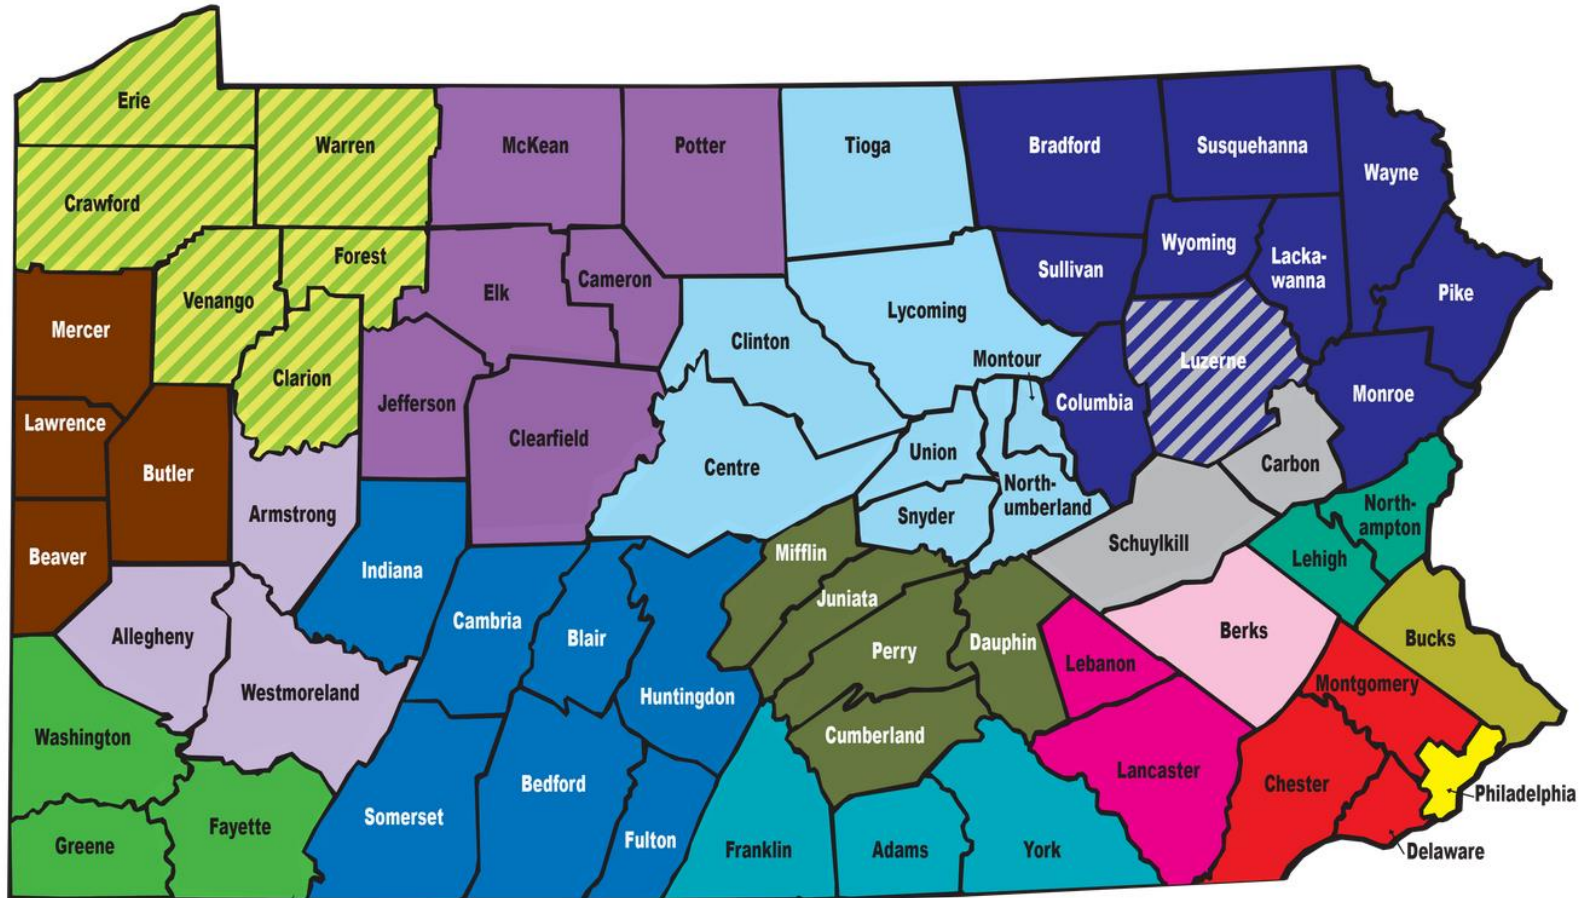 Erie
Warren
McKean
Potter
Tioga
Bradford
Susquehanna
Wayne
Crawford
Forest
Venango
Elk
Cameron
Sullivan
Wyoming
Lacka-
wanna
Pike
Mercer
Clarion
Jefferson
Clearfield
Clinton
Lycoming
Montour
Columbia
Luzerne
Monroe
Lawrence
Butler
Armstrong
Centre
Union
Snyder
North-
umberland
Carbon
Schuylkill
North-
ampton
Lehigh
Beaver
Indiana
Mifflin
Juniata
Allegheny
Westmoreland
Cambria
Blair
Huntingdon
Perry
Dauphin
Lebanon
Berks
Bucks
Montgomery
Washington
Cumberland
Lancaster
Chester
Philadelphia
Greene
Fayette
Somerset
Bedford
Fulton
Franklin
Adams
York
Delaware